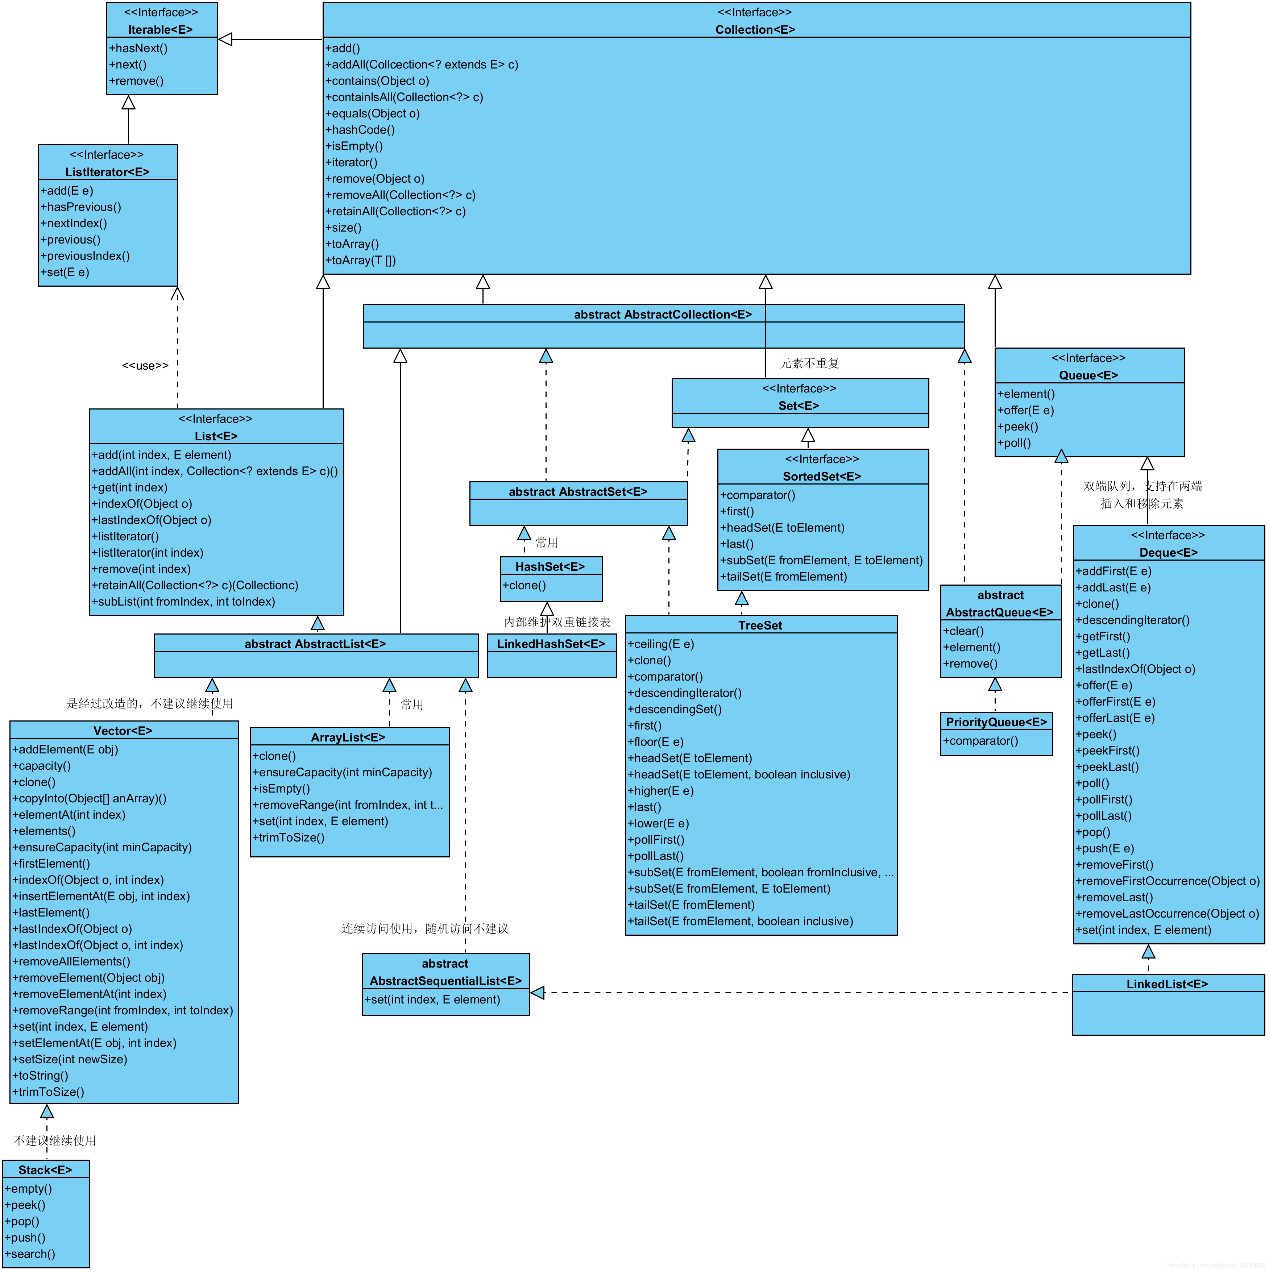 <<Interface>>
Iterable<E>
+hasNext()
+next()
+remove()
<<Interface>>
Collection<E>
+add()
+addAll(Collcection<? extends E> c)
+contains(Object o)
+containIsAll(Collection<?> c)
+equals(Object o)
+hashCode()
+isEmpty()
+iterator()
+remove(Object o)
+removeAll(Collection<?> c)
+retainAll(Collection<?> c)
+size()
+toArray()
+toArray(T [])
<<Interface>>
ListIterator<E>
+add(E e)
+hasPrevious()
+nextIndex()
+previous()
+previousIndex()
+set(E e)
<<use>>
abstract AbstractCollection<E>
元素不重复
<<Interface>>
Queue<E>
+element()
+offer(E e)
+peek()
+poll()
<<Interface>>
Set<E>
<<Interface>>
List<E>
+add(int index, E element)
+addAll(int index, Collection<? extends E> c)()
+get(int index)
+indexOf(Object o)
+lastIndexOf(Object o)
+listIterator()
+listIterator(int index)
+remove(int index)
+retainAll(Collection<?> c)(Collectionc)
+subList(int fromIndex, int toIndex)
<<Interface>>
SortedSet<E>
+comparator()
+first()
+headSet(E toElement)
+last()
+subSet(E fromElement, E toElement)
+tailSet(E fromElement)
abstract AbstractSet<E>
常用
HashSet<E>
+clone()
内部维护双重链接表
LinkedHashSet<E>
双端队列，支持在两端
插入和移除元素
<<Interface>>
Deque<E>
+addFirst(E e)
+addLast(E e)
+clone()
+descendingIterator()
+getFirst()
+getLast()
+lastIndexOf(Object o)
+offer(E e)
+offerFirst(E e)
+offerLast(E e)
+peek()
+peekFirst()
+peekLast()
+poll()
+pollFirst()
+pollLast()
+pop()
+push(E e)
+removeFirst()
+removeFirstOccurrence(Object o)
+removeLast()
+removeLastOccurrence(Object o)
+set(int index, E element)
abstract
AbstractQueue<E>
+clear()
+element()
+remove()
PriorityQueue<E>
+comparator()
TreeSet
+ceiling(E e)
+clone()
+comparator()
+descendingIterator()
+descendingSet()
+first()
+floor(E e)
+headSet(E toElement)
+headSet(E toElement, boolean inclusive)
+higher(E e)
+last()
+lower(E e)
+pollFirst()
+pollLast()
+subSet(E fromElement, boolean fromInclusive, ...
+subSet(E fromElement, E toElement)
+tailSet(E fromElement)
+tailSet(E fromElement, boolean inclusive)
abstract AbstractList<E>
是经过改造的，不建议继续使用
常用
Vector<E>
+addElement(E obj)
+capacity()
+clone()
+copyInto(Object[] anArray)()
+elementAt(int index)
+elements()
+ensureCapacity(int minCapacity)
+firstElement()
+indexOf(Object o, int index)
+insertElementAt(E obj, int index)
+lastElement()
+lastIndexOf(Object o)
+lastIndexOf(Object o, int index)
+removeAllElements()
+removeElement(Object obj)
+removeElementAt(int index)
+removeRange(int fromIndex, int toIndex)
+set(int index, E element)
+setElementAt(E obj, int index)
+setSize(int newSize)
+toString()
+trimToSize()
ArrayList<E>
+clone()
+ensureCapacity(int minCapacity)
+isEmpty()
+removeRange(int fromIndex, int t...
+set(int index, E element)
+trimToSize()
连续访问使用，随机访问不建议
abstract
AbstractSequentialList<E>
+set(int index, E element)
LinkedList<E>
不建议继续使用
Stack<E>
+empty()
+peek()
+pop()
+push()
+search()